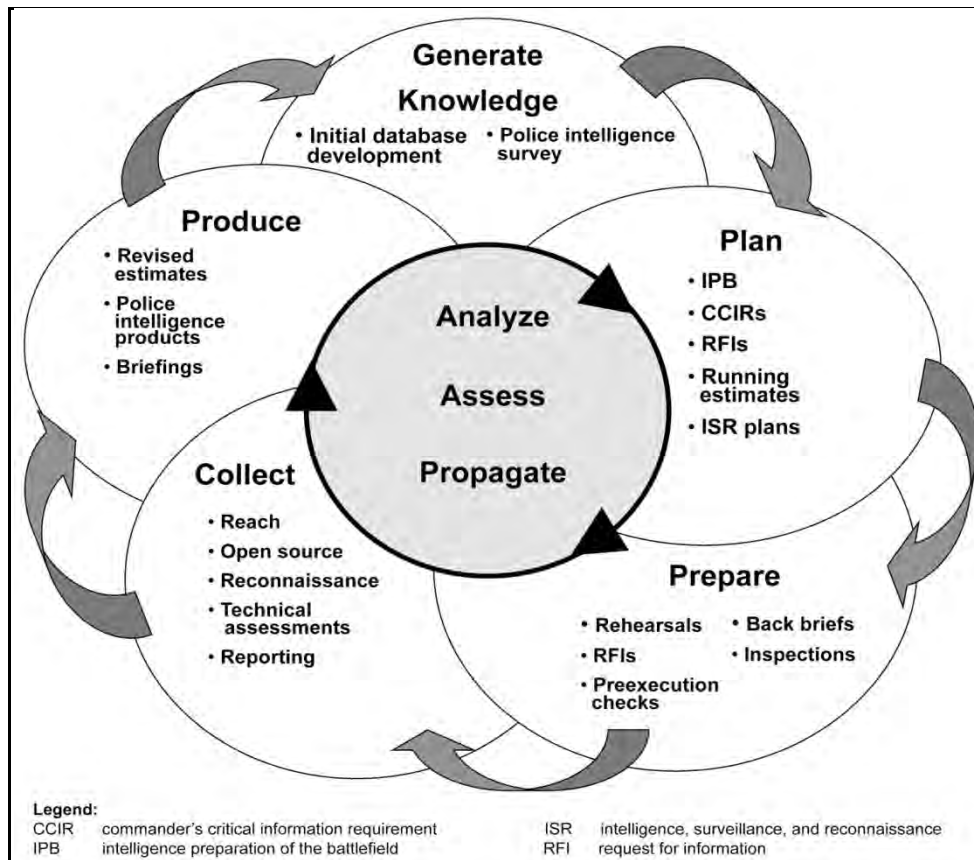 Generate
Knowledge
• Initial database
development
• Police intelligence
survey
Produce
• Revised
estimates
• Police
intelligence
products
• Briefings
Plan
• IPB
• CCIRs
• RFIs
• Running
estimates
• ISR plans
Analyze
Assess
Propagate
Collect
• Reach
• Open source
• Reconnaissance
• Technical
assessments
• Reporting
Prepare
• Rehearsals
• RFIs
• Preexecution
checks
• Back briefs
• Inspections
Legend:
CCIR commander's critical information requirement
IPB intelligence preparation of the battlefield
ISR intelligence, surveillance, and reconnaissance
RFI request for information